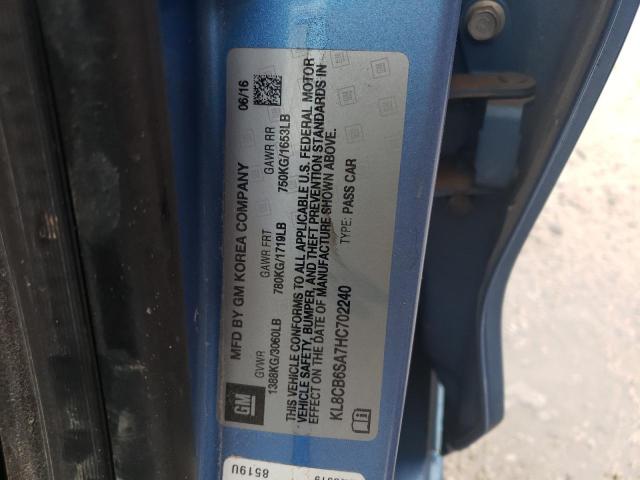 MFD BY GM KOREA COMPANY 06/16
GVWR GAWR FRT GAWR RR
1388KG/3060LB 780KG/1719LB 750KG/1653LB
THIS VEHICLE CONFORMS TO ALL APPLICABLE U.S. FEDERAL MOTOR
VEHICLE SAFETY, BUMPER, AND THEFT PREVENTION STANDARDS IN
EFFECT ON THE DATE OF MANUFACTURE SHOWN ABOVE.
KL8CB6SA7HC702240 TYPE: PASS CAR
GM
8519U